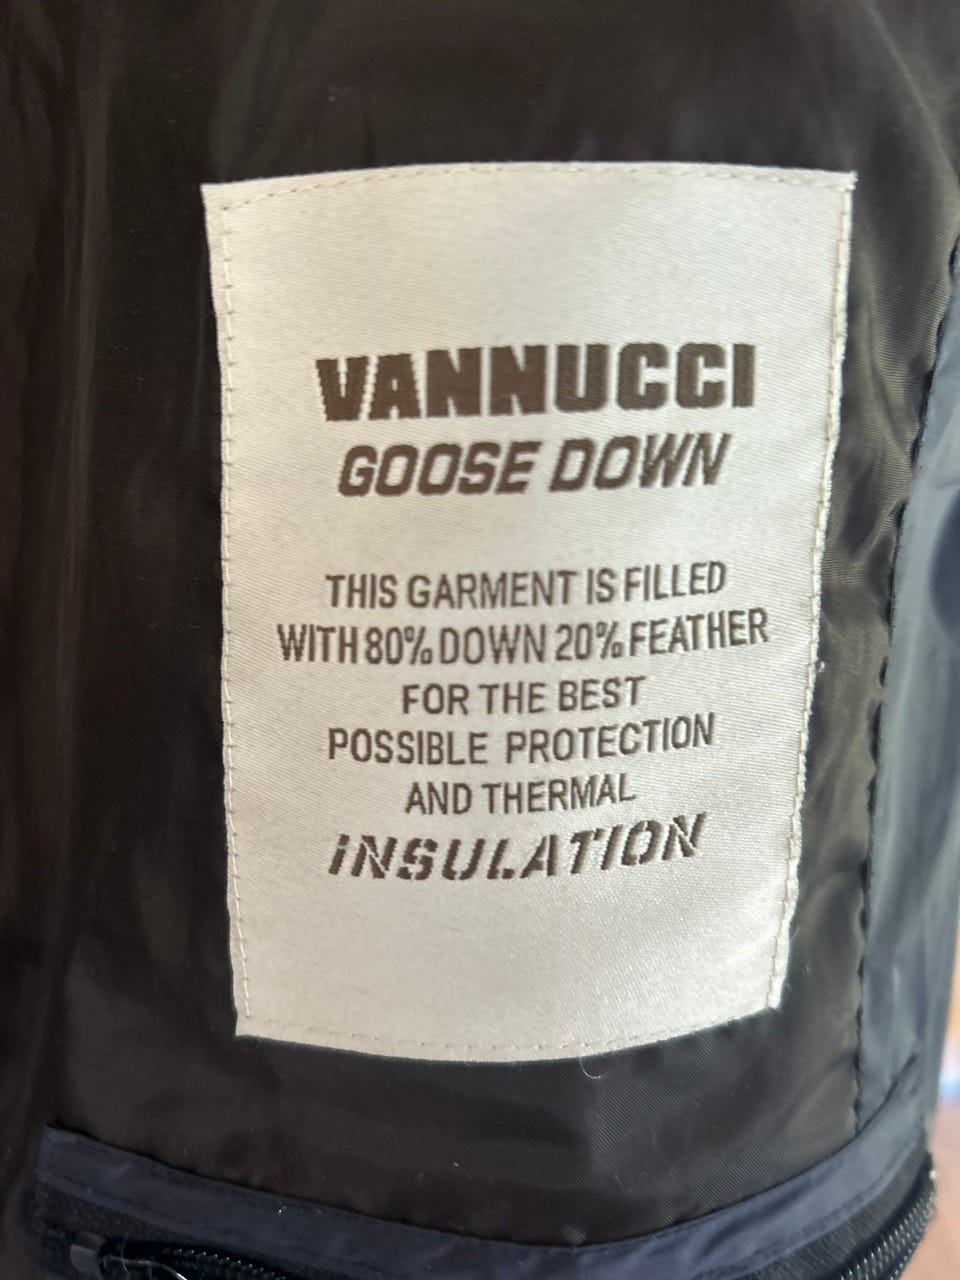 VANNUCCI
GOOSE DOWN
THIS GARMENT IS FILLED
WITH 80% DOWN 20% FEATHER
FOR THE BEST
POSSIBLE PROTECTION
AND THERMAL
INSULATION